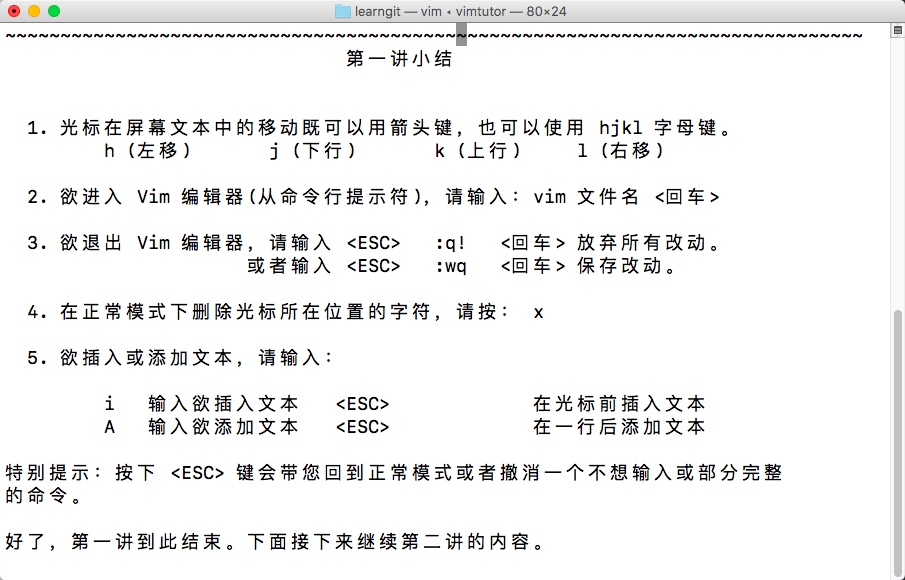 learngit — vim • vimtutor — 80×24
~~~~~~~~~~~~~~~~~~~~~~~~~~~~~~~~~~~~~~~~~~~~~~~~~~~~~~~~~~~~~~~~~~~~~~~~~~~~~~
第一讲小结
1. 光标在屏幕文本中的移动既可以用箭头键，也可以使用 hjkl 字母键。
h (左移) j (下行) k (上行) l (右移)
2. 欲进入 Vim 编辑器(从命令行提示符)，请输入：vim 文件名 <回车>
3. 欲退出 Vim 编辑器，请输入 <ESC> :q! <回车> 放弃所有改动。
或者输入 <ESC> :wq <回车> 保存改动。
4. 在正常模式下删除光标所在位置的字符，请按： x
5. 欲插入或添加文本，请输入：
i 输入欲插入文本 <ESC> 在光标前插入文本
A 输入欲添加文本 <ESC> 在一行后添加文本
特别提示：按下 <ESC> 键会带您回到正常模式或者撤消一个不想输入或部分完整
的命令。
好了，第一讲到此结束。下面接下来继续第二讲的内容。